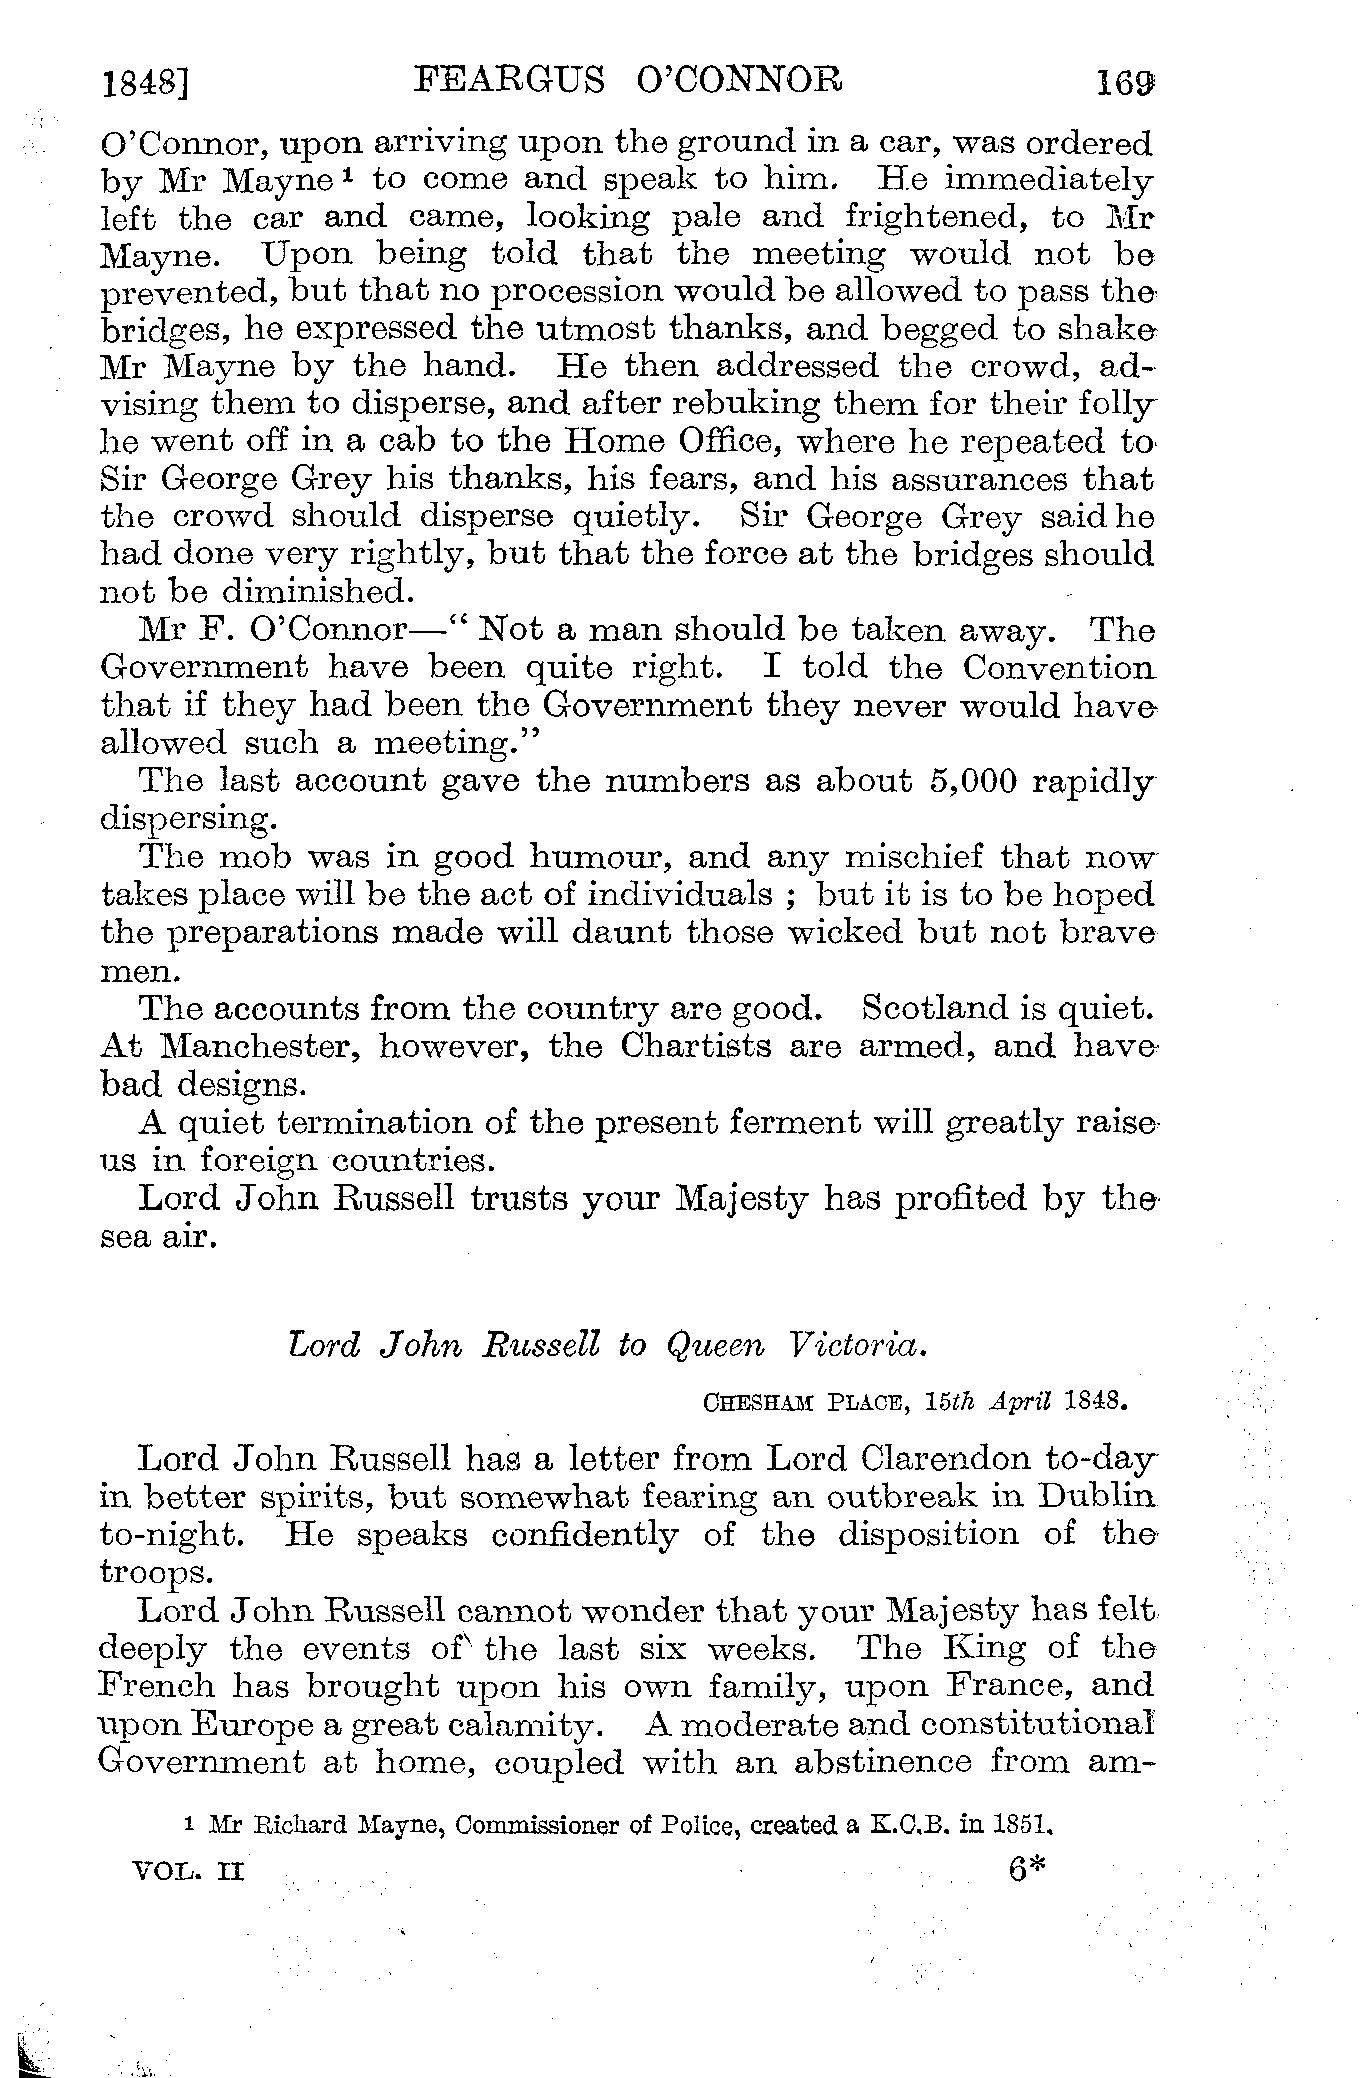 1848] FEARGUS O'CONNOR 169
O'Connor, upon arriving upon the ground in a car, was ordered
by Mr Mayne¹ to come and speak to him. He immediately
left the car and came, looking pale and frightened, to Mr
Mayne. Upon being told that the meeting would not be
prevented, but that no procession would be allowed to pass the
bridges, he expressed the utmost thanks, and begged to shake
Mr Mayne by the hand. He then addressed the crowd, ad-
vising them to disperse, and after rebuking them for their folly
he went off in a cab to the Home Office, where he repeated to
Sir George Grey his thanks, his fears, and his assurances that
the crowd should disperse quietly. Sir George Grey said he
had done very rightly, but that the force at the bridges should
not be diminished.
Mr F. O'Connor—" Not a man should be taken away. The
Government have been quite right. I told the Convention
that if they had been the Government they never would have
allowed such a meeting."
The last account gave the numbers as about 5,000 rapidly
dispersing.
The mob was in good humour, and any mischief that now
takes place will be the act of individuals ; but it is to be hoped
the preparations made will daunt those wicked but not brave
men.
The accounts from the country are good. Scotland is quiet.
At Manchester, however, the Chartists are armed, and have
bad designs.
A quiet termination of the present ferment will greatly raise
us in foreign countries.
Lord John Russell trusts your Majesty has profited by the
sea air.
Lord John Russell to Queen Victoria.
CHESHAM PLACE, 15th April 1848.
Lord John Russell has a letter from Lord Clarendon to-day
in better spirits, but somewhat fearing an outbreak in Dublin
to-night. He speaks confidently of the disposition of the
troops.
Lord John Russell cannot wonder that your Majesty has felt
deeply the events of the last six weeks. The King of the
French has brought upon his own family, upon France, and
upon Europe a great calamity. A moderate and constitutional
Government at home, coupled with an abstinence from am-
1 Mr Richard Mayne, Commissioner of Police, created a K.C.B. in 1851.
VOL. II 6*